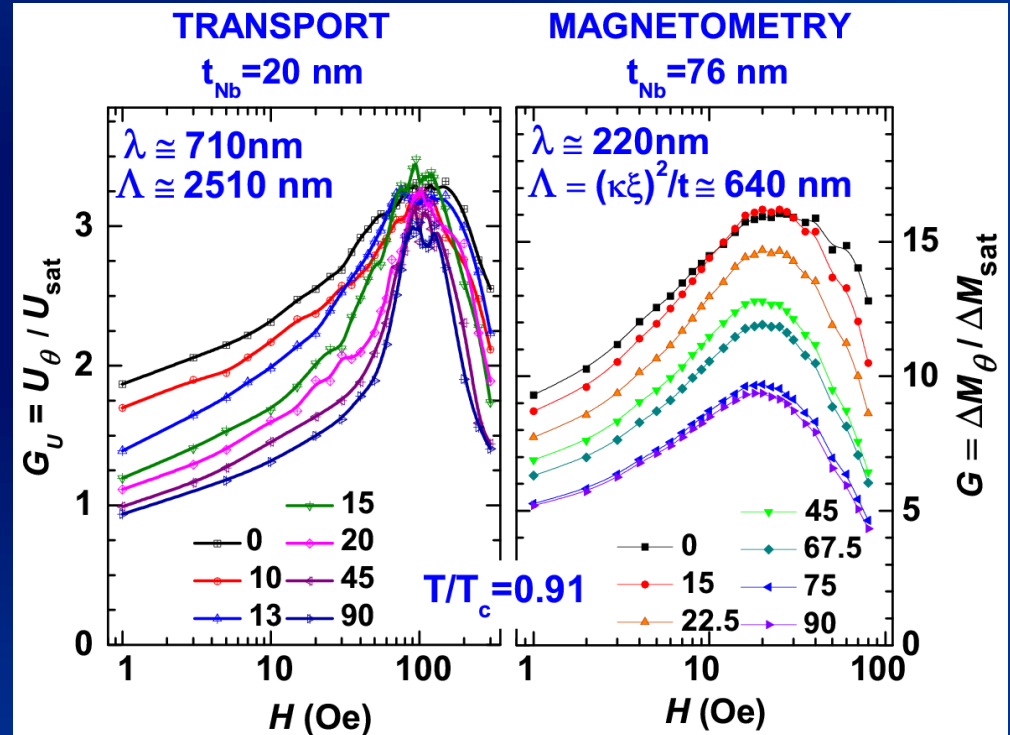 TRANSPORT
t_Nb=20 nm
λ ≅ 710nm
Λ ≅ 2510 nm
G_U = U_θ / U_sat
3
2
1
0
15
0
20
10
45
13
90
1
10
100
H (Oe)
MAGNETOMETRY
t_Nb=76 nm
λ ≅ 220nm
Λ = (κξ)²/t ≅ 640 nm
T/T_c=0.91
45
0
67.5
15
75
22.5
90
15
10
5
0
G = ΔM_θ / ΔM_sat
1
10
100
H (Oe)